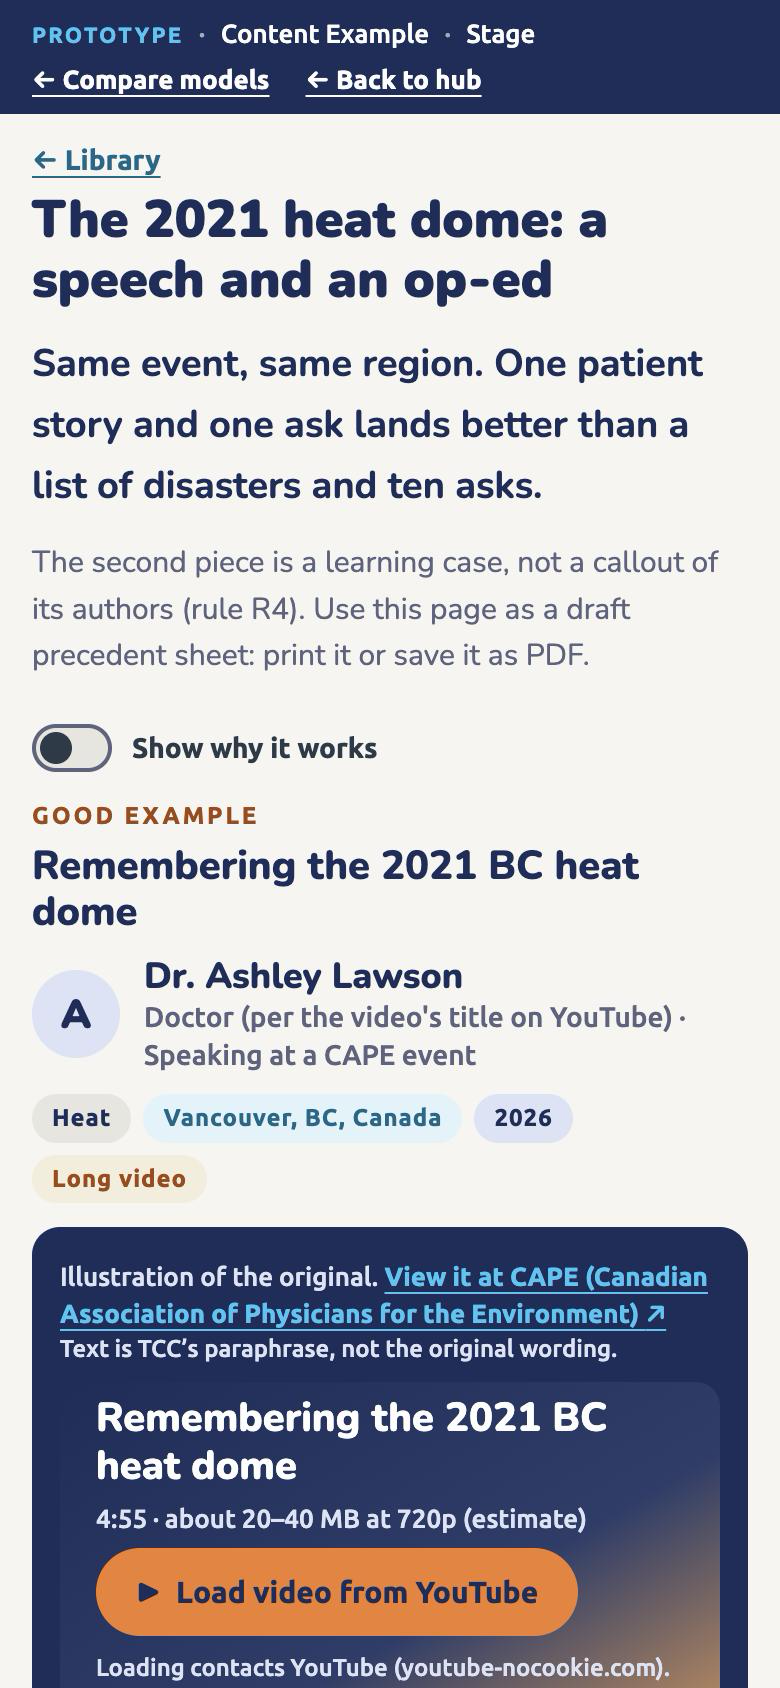 PROTOTYPE · Content Example · Stage
← Compare models ← Back to hub
← Library
The 2021 heat dome: a
speech and an op-ed
Same event, same region. One patient
story and one ask lands better than a
list of disasters and ten asks.
The second piece is a learning case, not a callout of
its authors (rule R4). Use this page as a draft
precedent sheet: print it or save it as PDF.
Show why it works
GOOD EXAMPLE
Remembering the 2021 BC heat
dome
A
Dr. Ashley Lawson
Doctor (per the video's title on YouTube) ·
Speaking at a CAPE event
Heat Vancouver, BC, Canada 2026
Long video
Illustration of the original. View it at CAPE (Canadian
Association of Physicians for the Environment) ↗
Text is TCC’s paraphrase, not the original wording.
Remembering the 2021 BC
heat dome
4:55 · about 20–40 MB at 720p (estimate)
▶ Load video from YouTube
Loading contacts YouTube (youtube-nocookie.com).